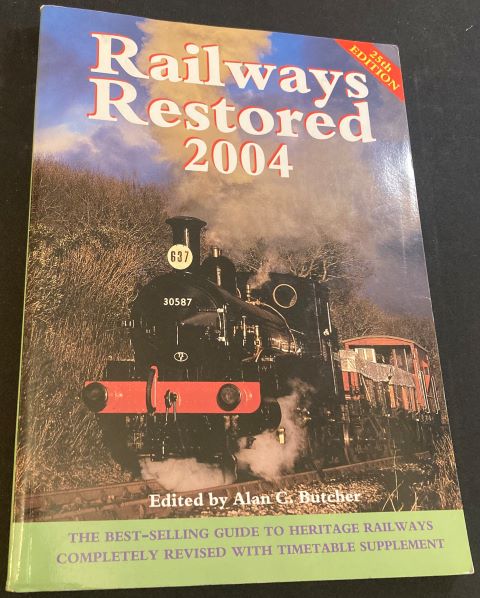 25th
EDITION
Railways
Restored
2004
637
30587
Edited by Alan C. Butcher
THE BEST-SELLING GUIDE TO HERITAGE RAILWAYS
COMPLETELY REVISED WITH TIMETABLE SUPPLEMENT